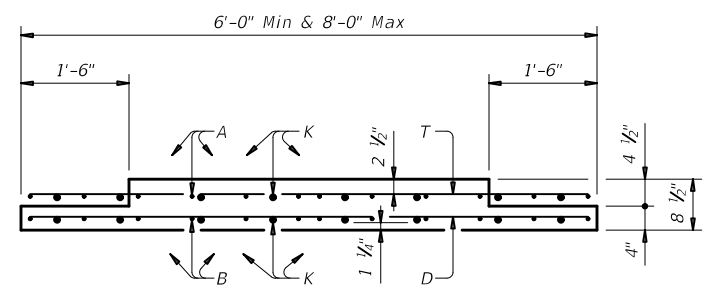 6'-0" Min & 8'-0" Max
1'-6"
1'-6"
A
K
2 ½"
T
4 ½"
8 ½"
4"
1 ¼"
B
K
D